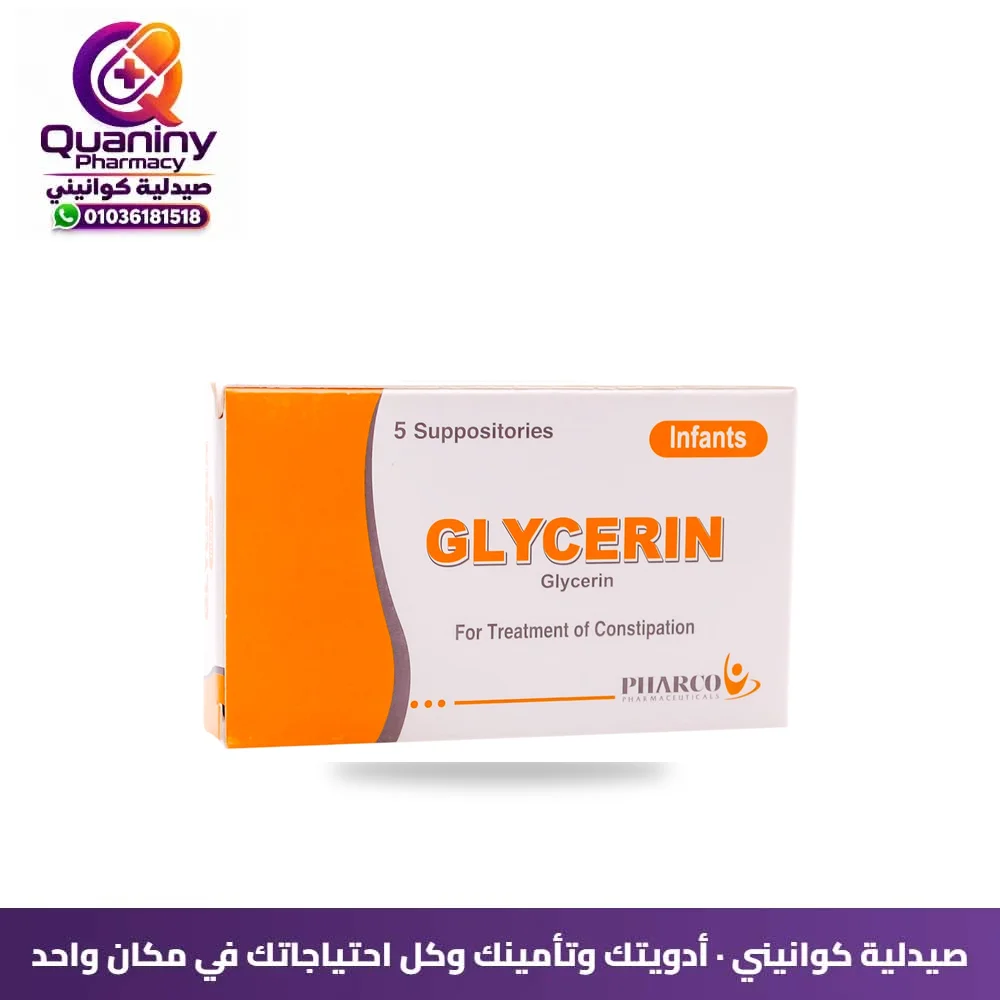 Quaniny
Pharmacy
صيدلية كوانيني
01036181518
5 Suppositories
Infants
GLYCERIN
Glycerin
For Treatment of Constipation
PHARCO
PHARMACEUTICALS
صيدلية كوانيني · أدويتك وتأمينك وكل احتياجاتك في مكان واحد